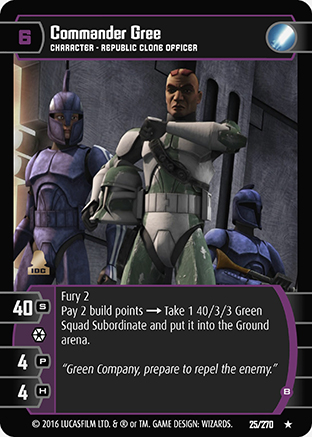 6
Commander Gree
CHARACTER - REPUBLIC CLONE OFFICER
IDC
40 S
4 P
4 H
Fury 2
Pay 2 build points → Take 1 40/3/3 Green
Squad Subordinate and put it into the Ground
arena.
"Green Company, prepare to repel the enemy."
B
© 2016 LUCASFILM LTD. & ® or TM. GAME DESIGN: WIZARDS.
25/270